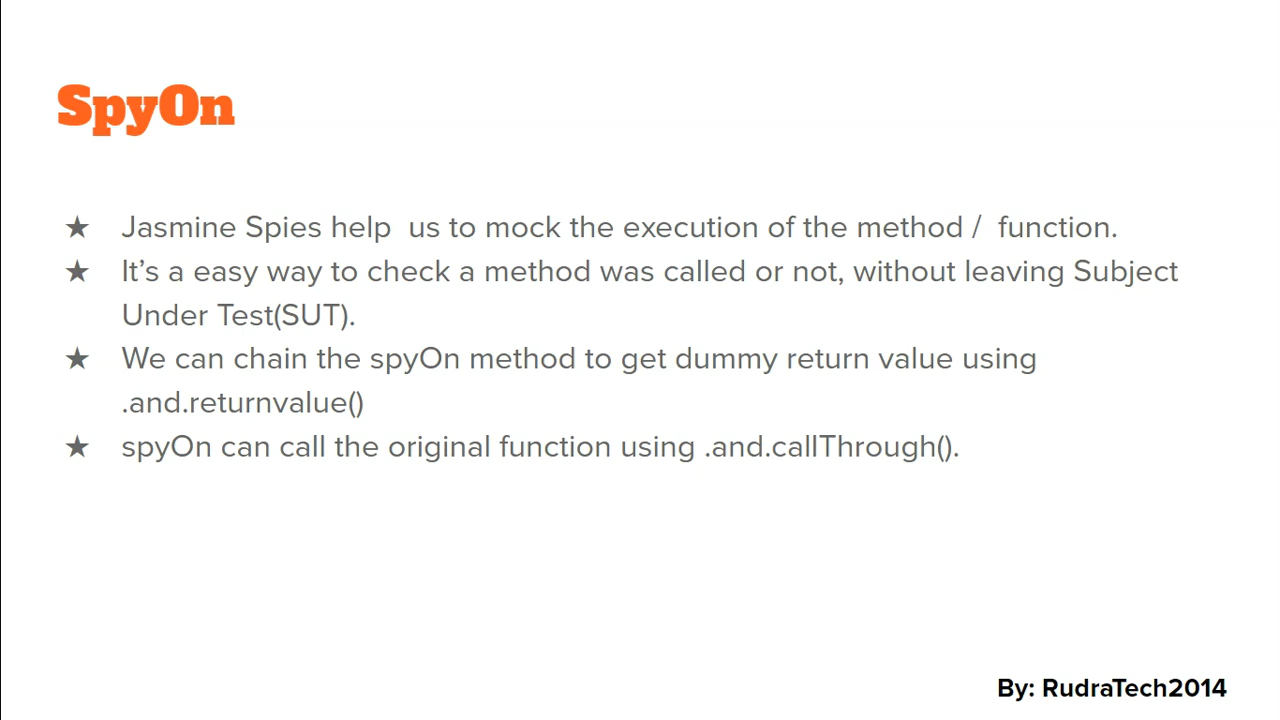 SpyOn
★ Jasmine Spies help us to mock the execution of the method / function.
★ It's a easy way to check a method was called or not, without leaving Subject
Under Test(SUT).
★ We can chain the spyOn method to get dummy return value using
.and.returnvalue()
★ spyOn can call the original function using .and.callThrough().
By: RudraTech2014